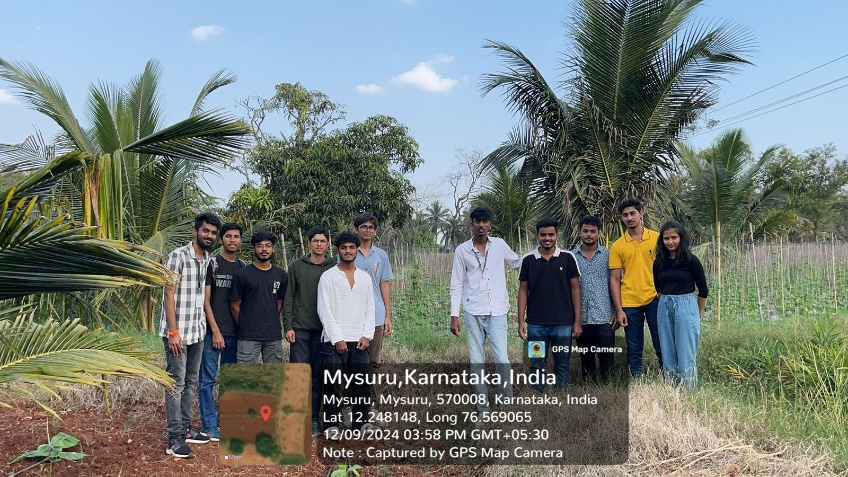 WAR
GPS Map Camera
Mysuru,Karnataka,India
Mysuru, Mysuru, 570008, Karnataka, India
Lat 12.248148, Long 76.569065
12/09/2024 03:58 PM GMT+05:30
Note : Captured by GPS Map Camera